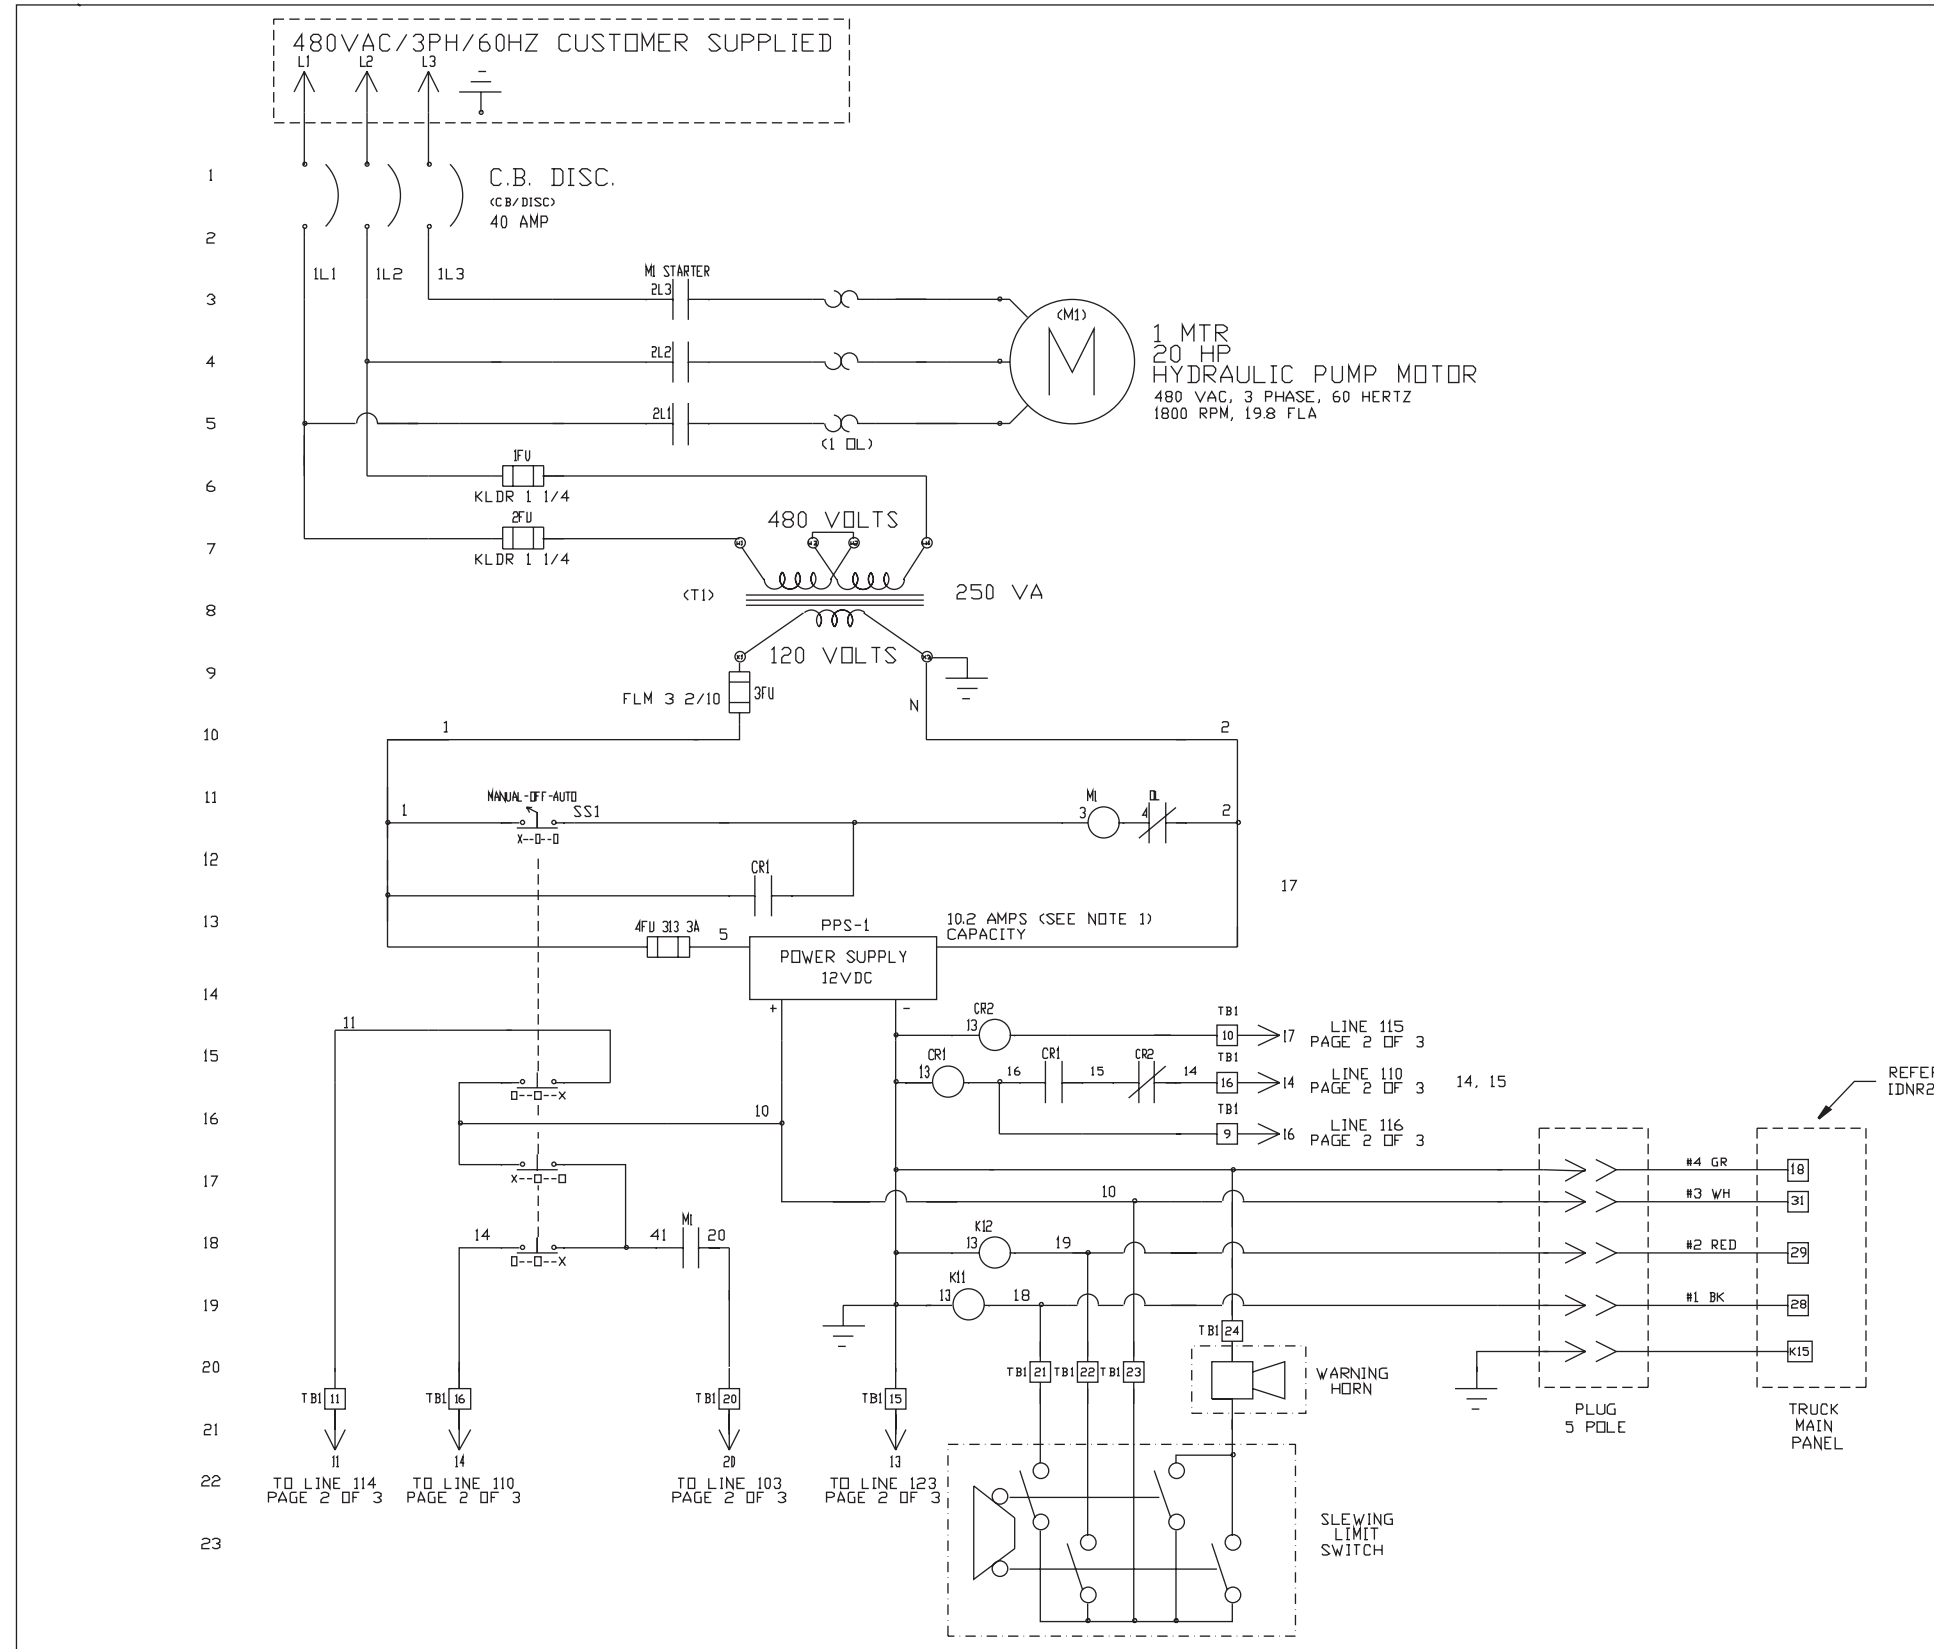 480VAC/3PH/60HZ CUSTOMER SUPPLIED
L1 L2 L3
1
C.B. DISC.
(CB/DISC)
40 AMP
2
1L1 1L2 1L3
M1 STARTER
3
2L3
(M1)
M
4
2L2
1 MTR
20 HP
HYDRAULIC PUMP MOTOR
480 VAC, 3 PHASE, 60 HERTZ
1800 RPM, 19.8 FLA
5
2L1
(1 OL)
1FU
6
KLDR 1 1/4
2FU
480 VOLTS
7
KLDR 1 1/4
H1 H3 H2 H4
(T1)
250 VA
8
X1 120 VOLTS X2
9
FLM 3 2/10
3FU
N
10
1
2
11
MANUAL-OFF-AUTO
SS1
1
X--O--O
M1
3
OL
4
2
12
CR1
17
13
4FU 313 3A
5
PPS-1
10.2 AMPS (SEE NOTE 1)
CAPACITY
POWER SUPPLY
12VDC
14
+ -
11
CR2
13
TB1
10
17
LINE 115
PAGE 2 OF 3
15
CR1
13
16
CR1
15
CR2
14
TB1
16
14
LINE 110
PAGE 2 OF 3
14, 15
O--O--X
16
10
TB1
9
16
LINE 116
PAGE 2 OF 3
REFER
IDNR2
17
X--O--O
#4 GR
18
10
#3 WH
31
18
14
O--O--X
41
M1
20
K12
13
19
#2 RED
29
19
K11
13
18
#1 BK
28
TB1 24
K15
20
TB1 21 TB1 22 TB1 23
WARNING
HORN
TB1 11
TB1 16
TB1 20
TB1 15
PLUG
5 POLE
TRUCK
MAIN
PANEL
21
11
14
20
13
22
TO LINE 114
PAGE 2 OF 3
TO LINE 110
PAGE 2 OF 3
TO LINE 103
PAGE 2 OF 3
TO LINE 123
PAGE 2 OF 3
23
SLEWING
LIMIT
SWITCH